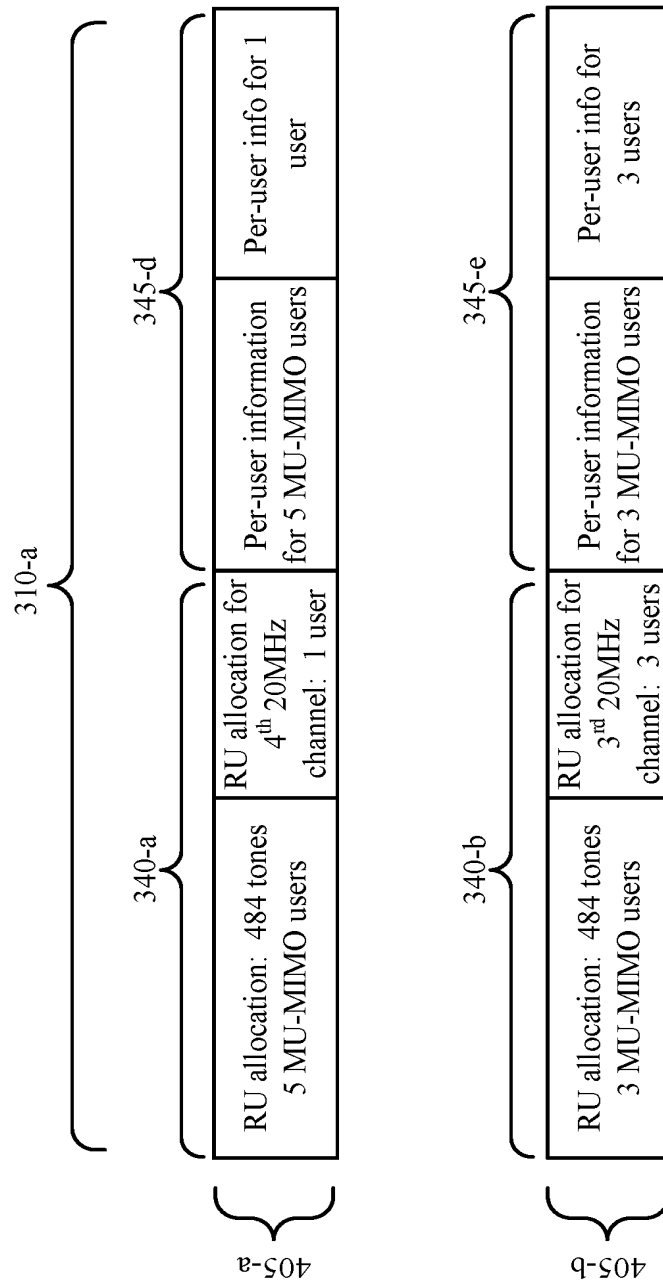 310-a
340-a
345-d
405-a
RU allocation: 484 tones
5 MU-MIMO users
RU allocation for
4th 20MHz
channel: 1 user
Per-user information
for 5 MU-MIMO users
Per-user info for 1
user
340-b
345-e
405-b
RU allocation: 484 tones
3 MU-MIMO users
RU allocation for
3rd 20MHz
channel: 3 users
Per-user information
for 3 MU-MIMO users
Per-user info for
3 users